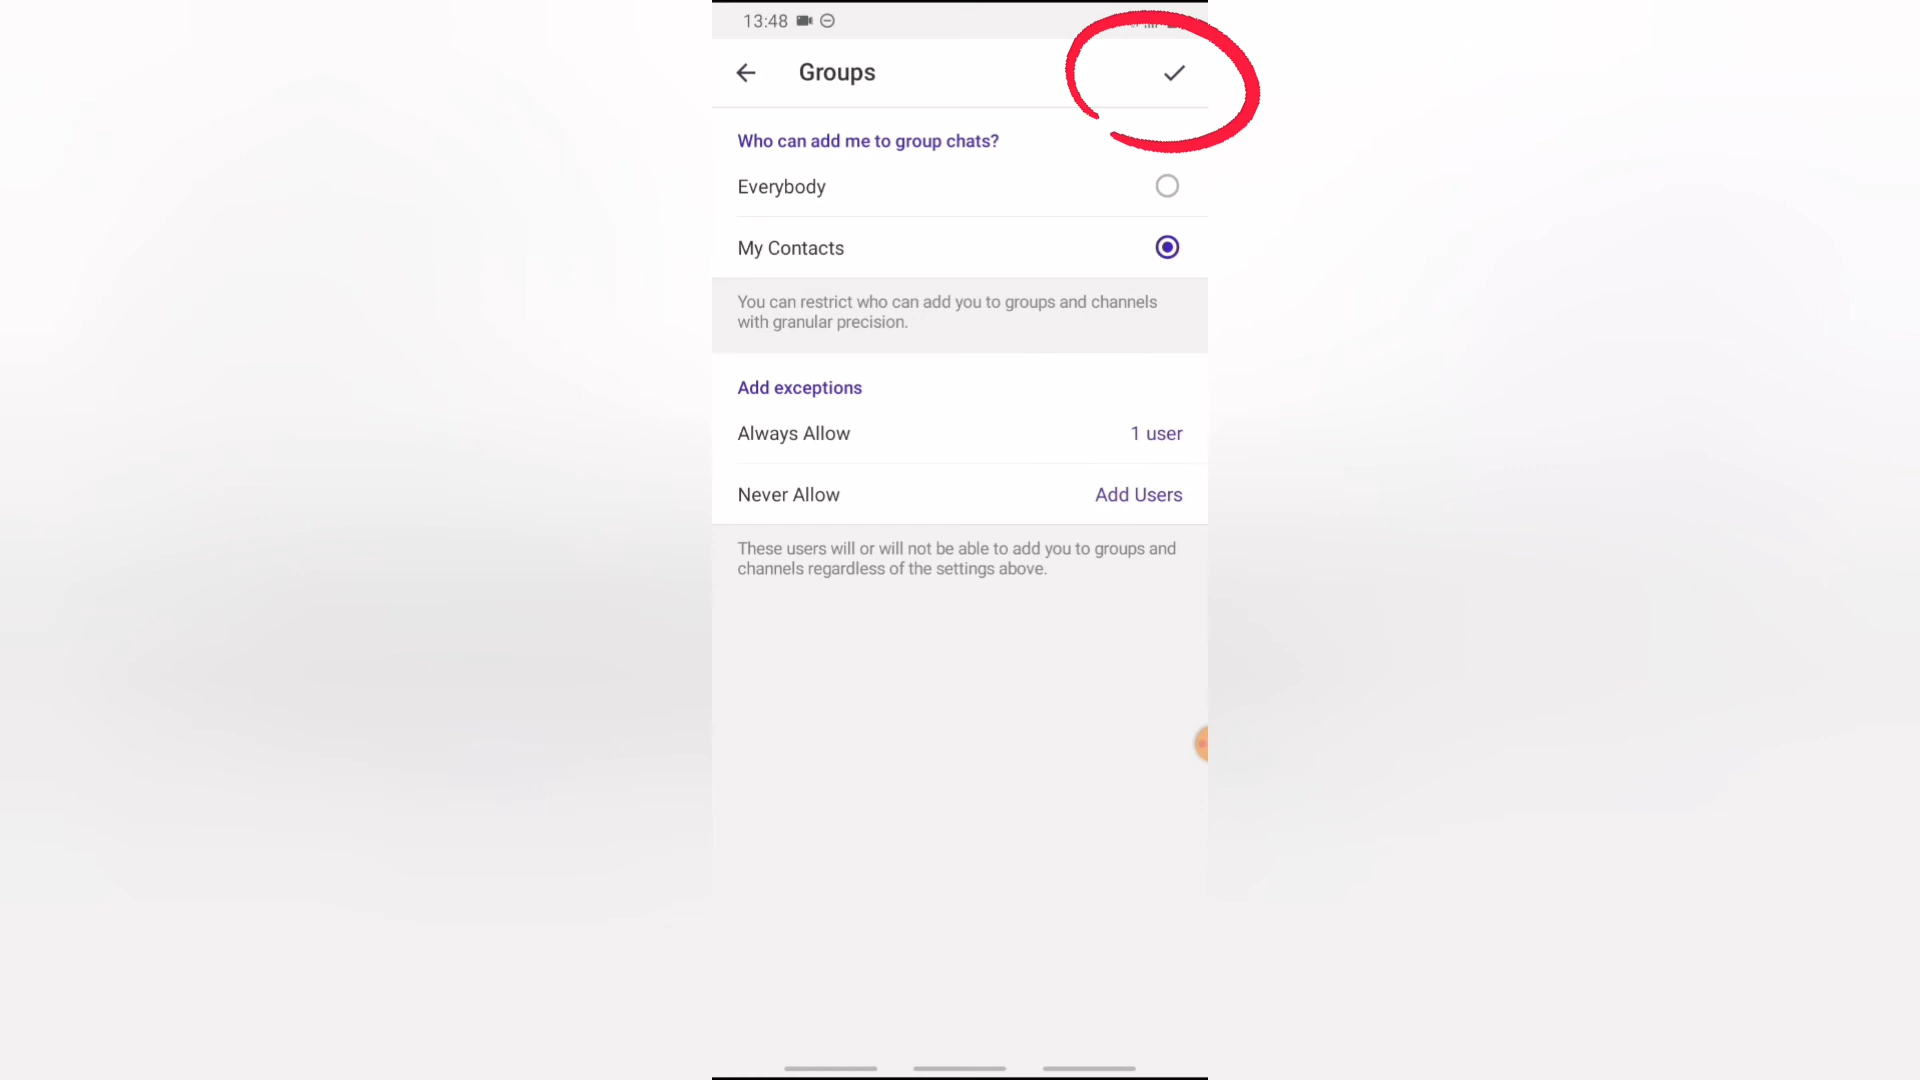 13:48
Groups
Who can add me to group chats?
Everybody
My Contacts
You can restrict who can add you to groups and channels
with granular precision.
Add exceptions
Always Allow 1 user
Never Allow Add Users
These users will or will not be able to add you to groups and
channels regardless of the settings above.